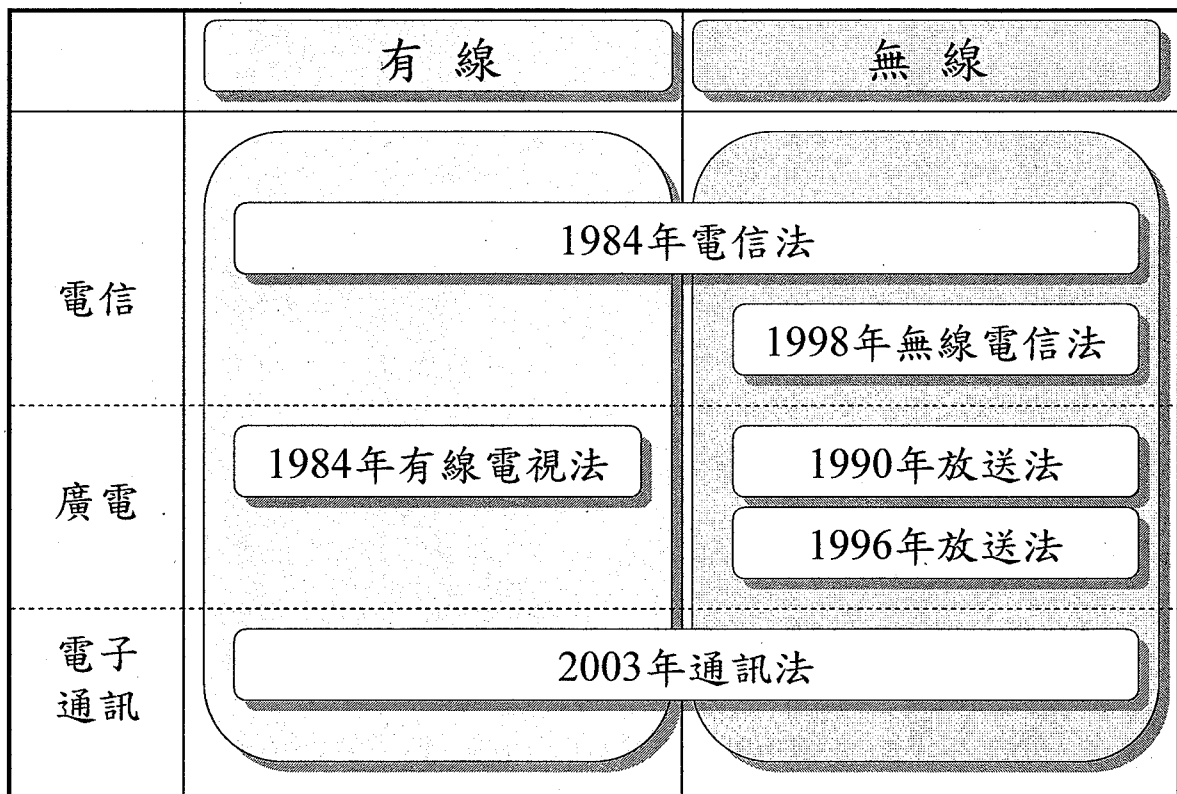 有線
無線
電信
1984年電信法
1998年無線電信法
廣電
1984年有線電視法
1990年放送法
1996年放送法
電子
通訊
2003年通訊法